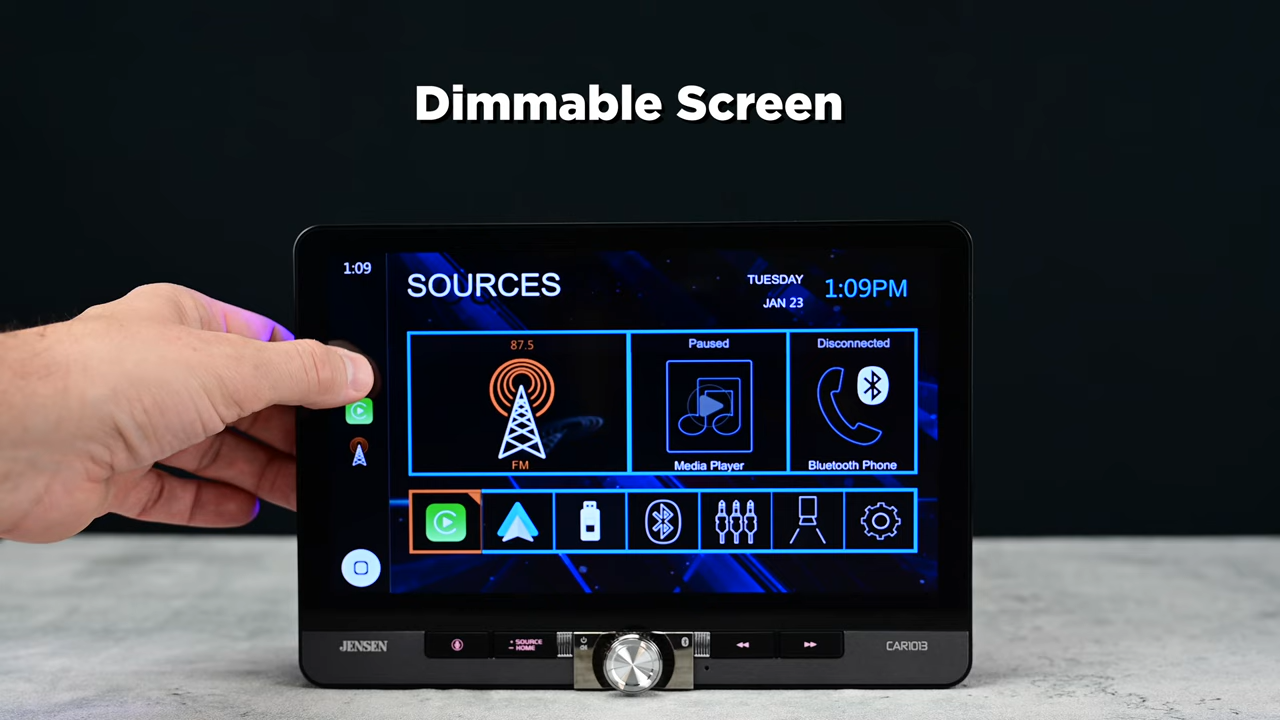 Dimmable Screen
1:09
SOURCES
TUESDAY
JAN 23
1:09PM
87.5
FM
Paused
Media Player
Disconnected
Bluetooth Phone
JENSEN
+ SOURCE
− HOME
CAR1013